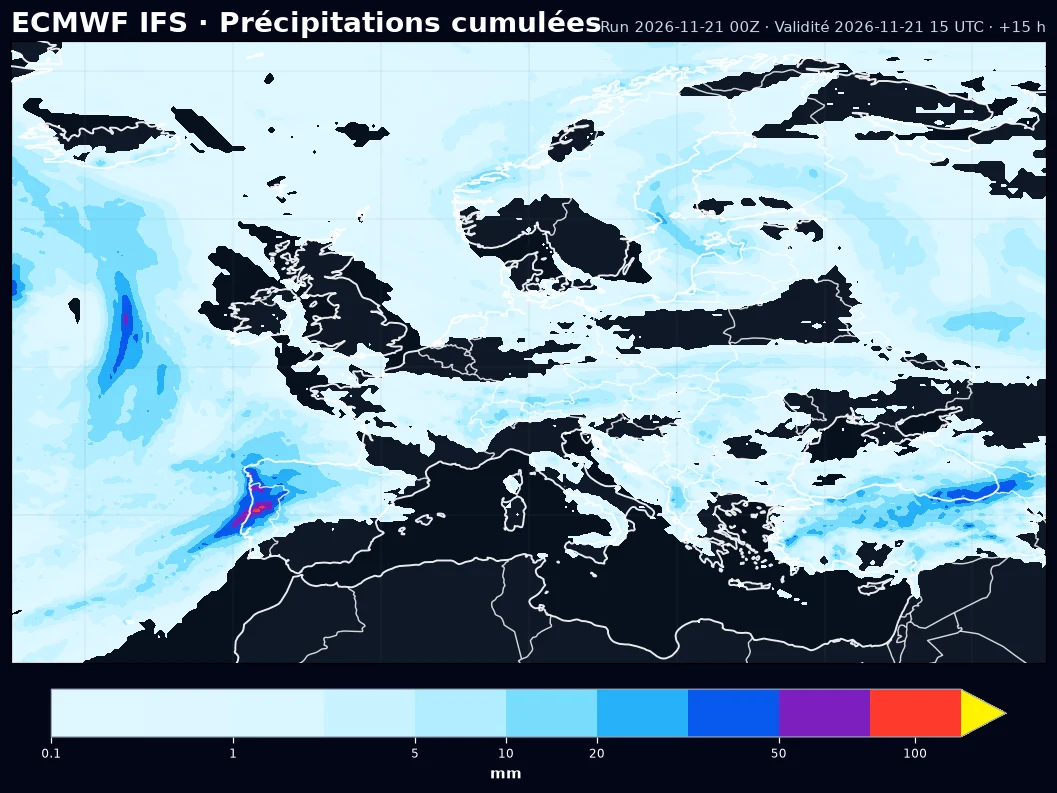 ECMWF IFS · Précipitations cumulées
Run 2026-11-21 00Z · Validité 2026-11-21 15 UTC · +15 h
0.1 1 5 10 20 50 100
mm